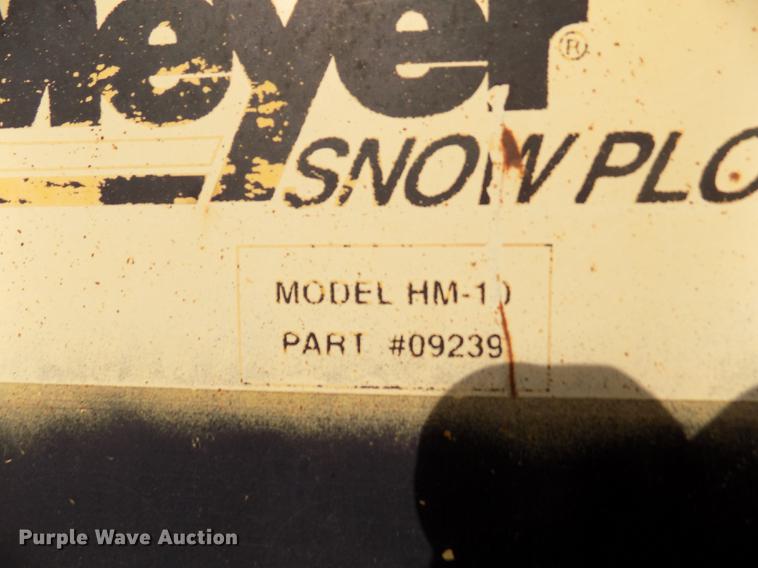 Meyer®
SNOW PLO
MODEL HM-10
PART #09239
Purple Wave Auction